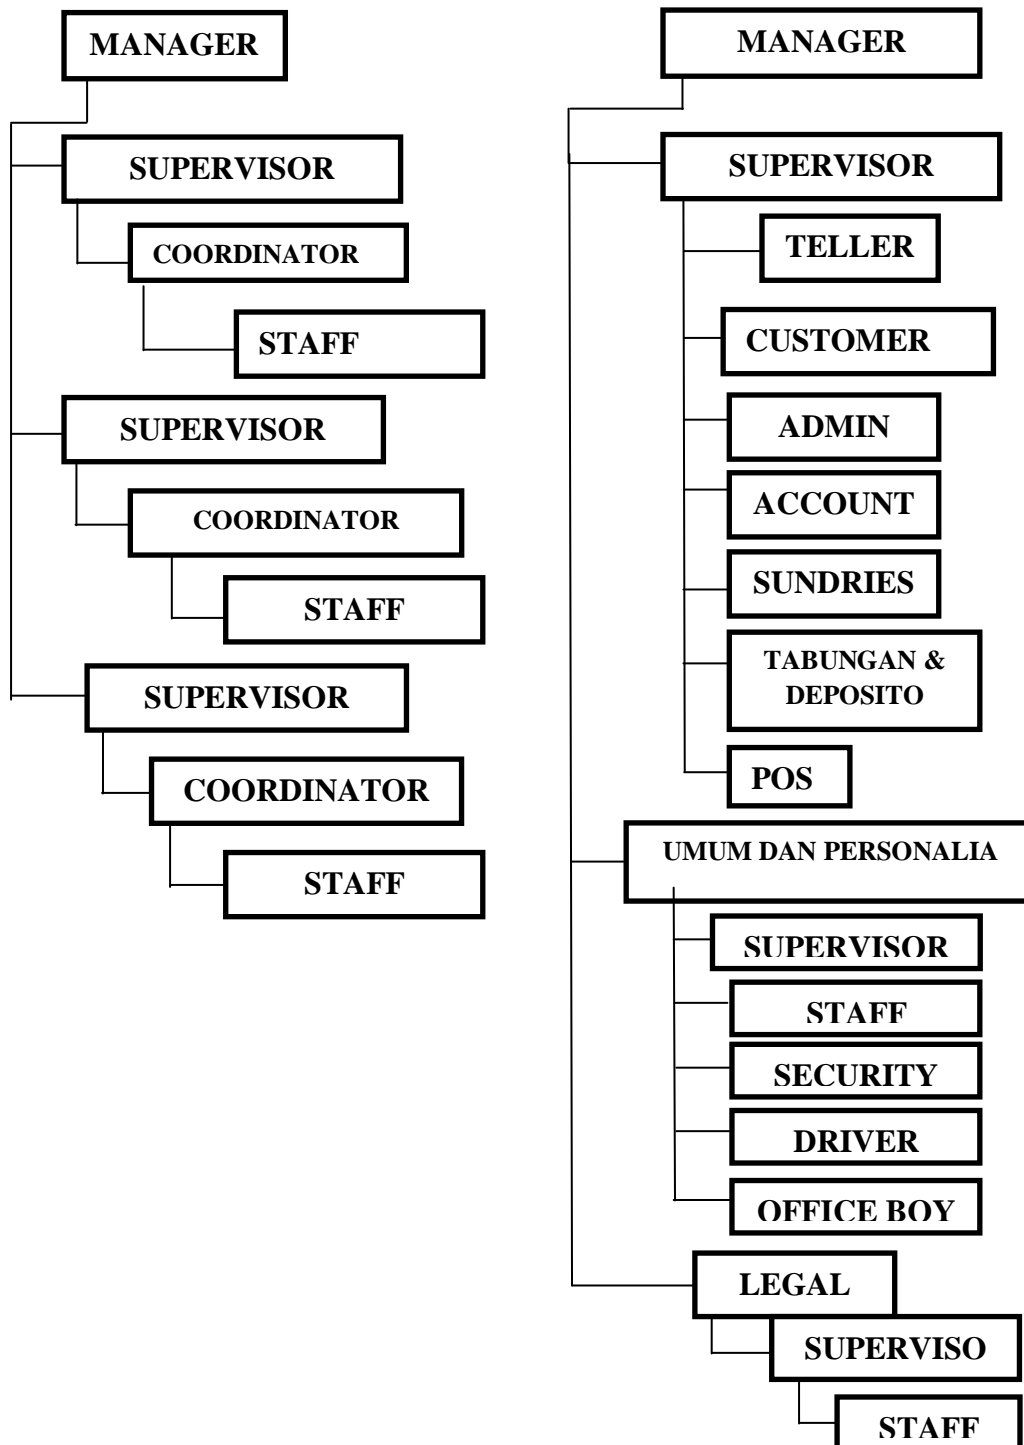 MANAGER
SUPERVISOR
COORDINATOR
STAFF
SUPERVISOR
COORDINATOR
STAFF
SUPERVISOR
COORDINATOR
STAFF
MANAGER
SUPERVISOR
TELLER
CUSTOMER
ADMIN
ACCOUNT
SUNDRIES
TABUNGAN &
DEPOSITO
POS
UMUM DAN PERSONALIA
SUPERVISOR
STAFF
SECURITY
DRIVER
OFFICE BOY
LEGAL
SUPERVISO
STAFF